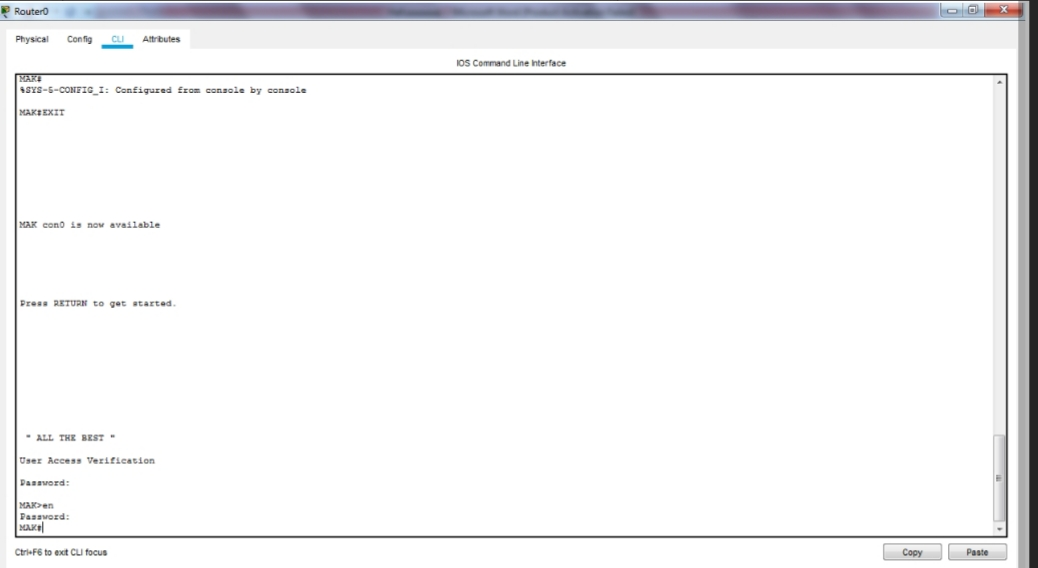 Router0
Physical Config CLI Attributes
IOS Command Line Interface
MAK#
%SYS-5-CONFIG_I: Configured from console by console
MAK#EXIT
MAK con0 is now available
Press RETURN to get started.
" ALL THE BEST "
User Access Verification
Password:
MAK>en
Password:
MAK#
Ctrl+F6 to exit CLI focus
Copy Paste